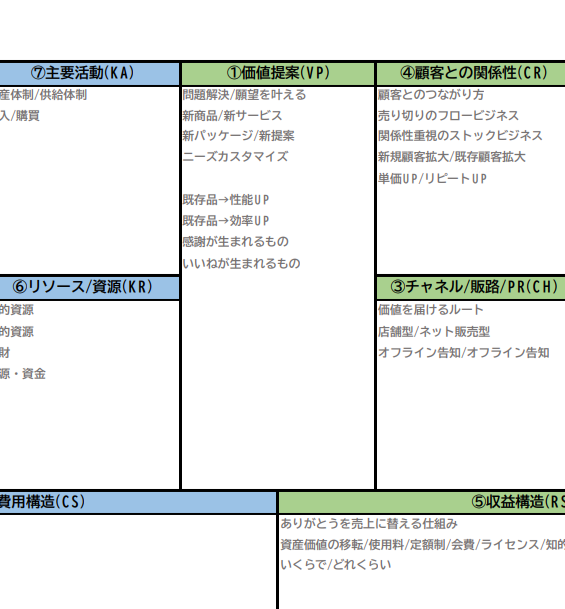 ⑦主要活動(KA)
産体制/供給体制
入/購買
①価値提案(VP)
問題解決/願望を叶える
新商品/新サービス
新パッケージ/新提案
ニーズカスタマイズ
既存品→性能UP
既存品→効率UP
感謝が生まれるもの
いいねが生まれるもの
④顧客との関係性(CR)
顧客とのつながり方
売り切りのフロービジネス
関係性重視のストックビジネス
新規顧客拡大/既存顧客拡大
単価UP/リピートUP
⑥リソース/資源(KR)
的資源
的資源
財
源・資金
③チャネル/販路/PR(CH)
価値を届けるルート
店舗型/ネット販売型
オフライン告知/オフライン告知
費用構造(CS)
⑤収益構造(RS
ありがとうを売上に替える仕組み
資産価値の移転/使用料/定額制/会費/ライセンス/知的
いくらで/どれくらい